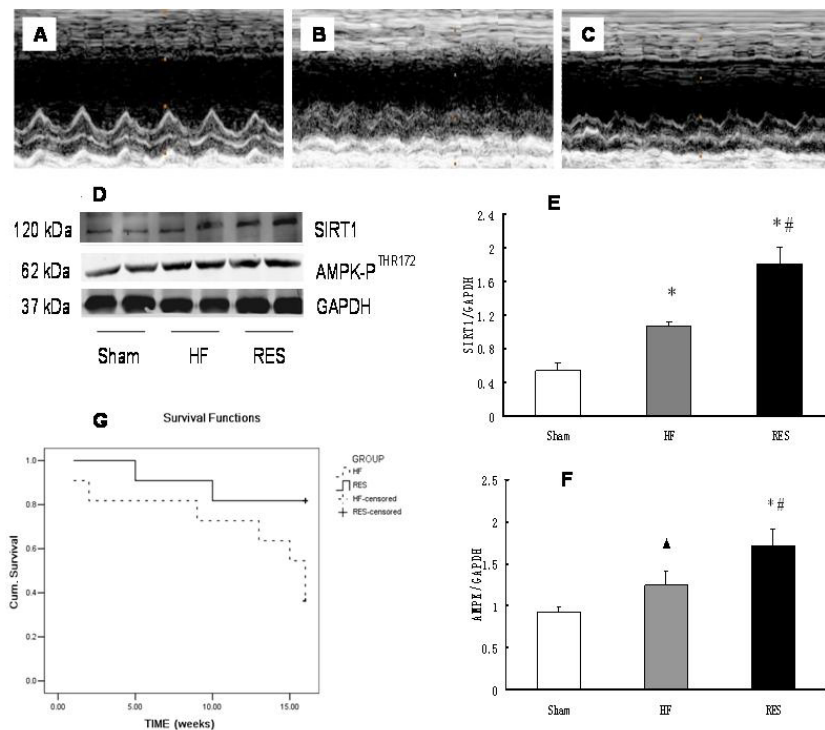 A
B
C
D
120 kDa
SIRT1
62 kDa
AMPK-P THR172
37 kDa
GAPDH
Sham HF RES
E
2.4
2
1.6
1.2
0.8
0.4
0
SIRT1/GAPDH
*
*#
Sham HF RES
G
Survival Functions
1.0
0.8
0.6
0.4
0.2
0.0
Cum. Survival
0.00 5.00 10.00 15.00
TIME (weeks)
GROUP
HF
RES
HF-censored
RES-censored
F
2.5
2
1.5
1
0.5
0
AMPK/GAPDH
▲
*#
Sham HF RES